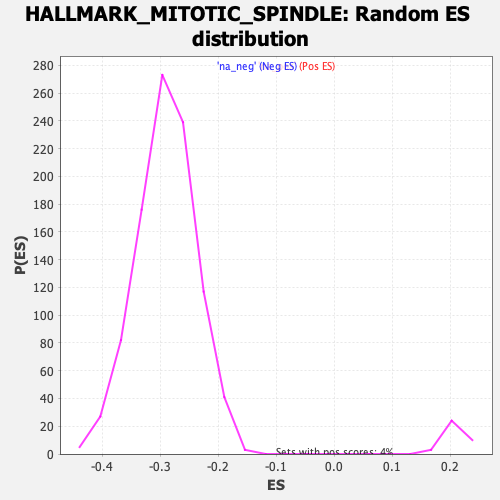 HALLMARK_MITOTIC_SPINDLE: Random ES
distribution
'na_neg' (Neg ES) (Pos ES)
280
260
240
220
200
180
160
140
120
100
80
60
40
20
0
P(ES)
Sets with pos scores: 4%
-0.4 -0.3 -0.2 -0.1 0.0 0.1 0.2
ES